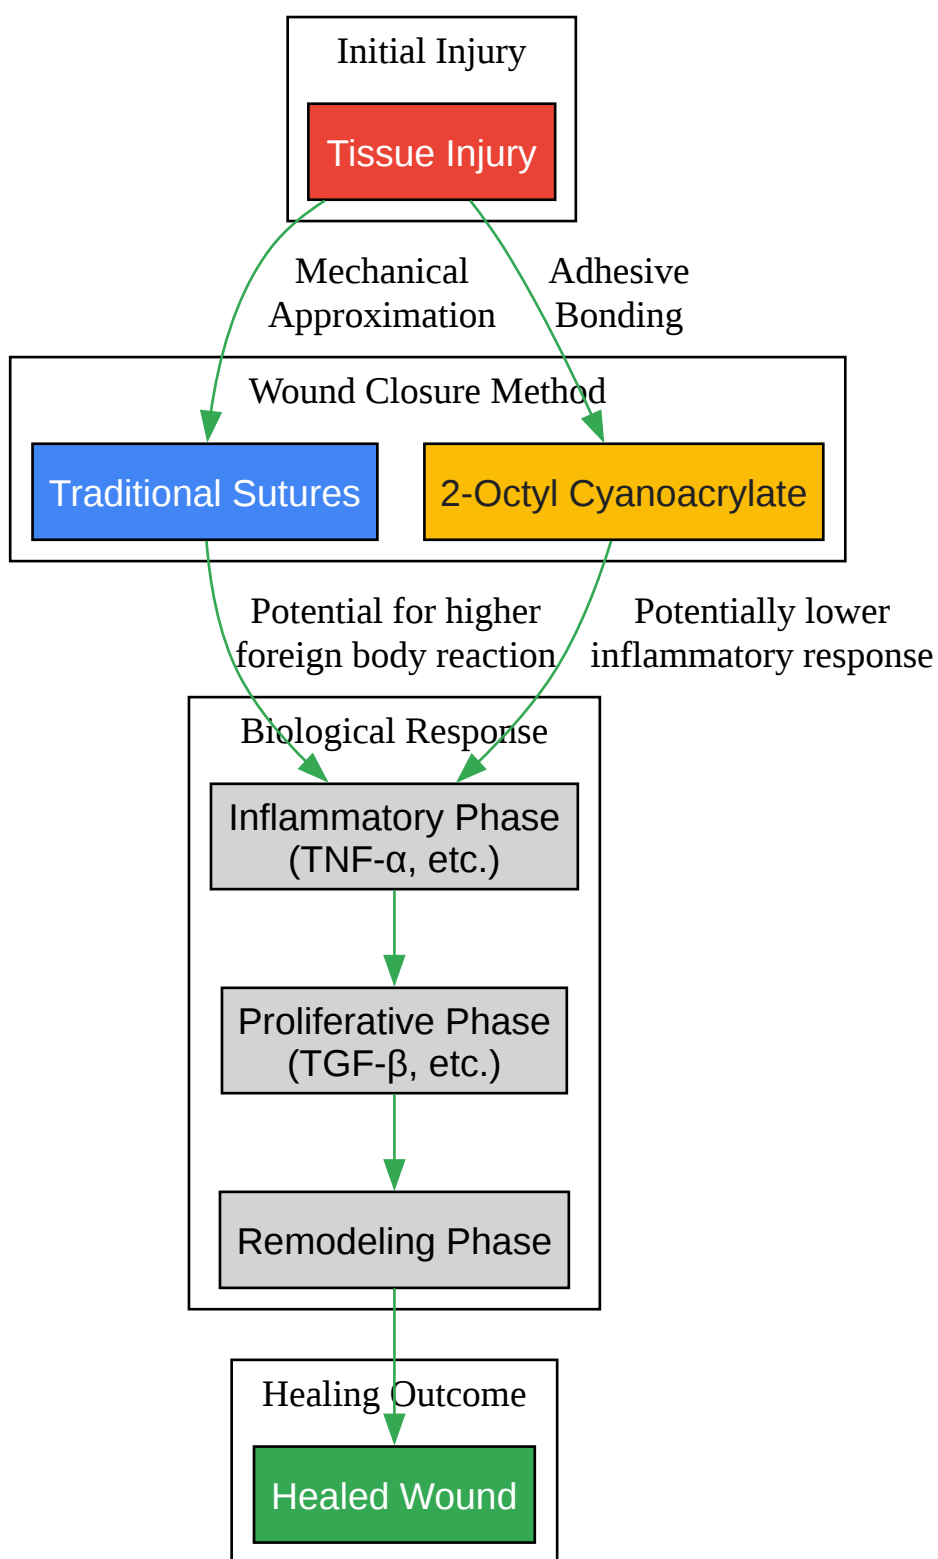 Initial Injury
Tissue Injury
Mechanical
Approximation
Adhesive
Bonding
Wound Closure Method
Traditional Sutures
2-Octyl Cyanoacrylate
Potential for higher
foreign body reaction
Potentially lower
inflammatory response
Biological Response
Inflammatory Phase
(TNF-α, etc.)
Proliferative Phase
(TGF-β, etc.)
Remodeling Phase
Healing Outcome
Healed Wound